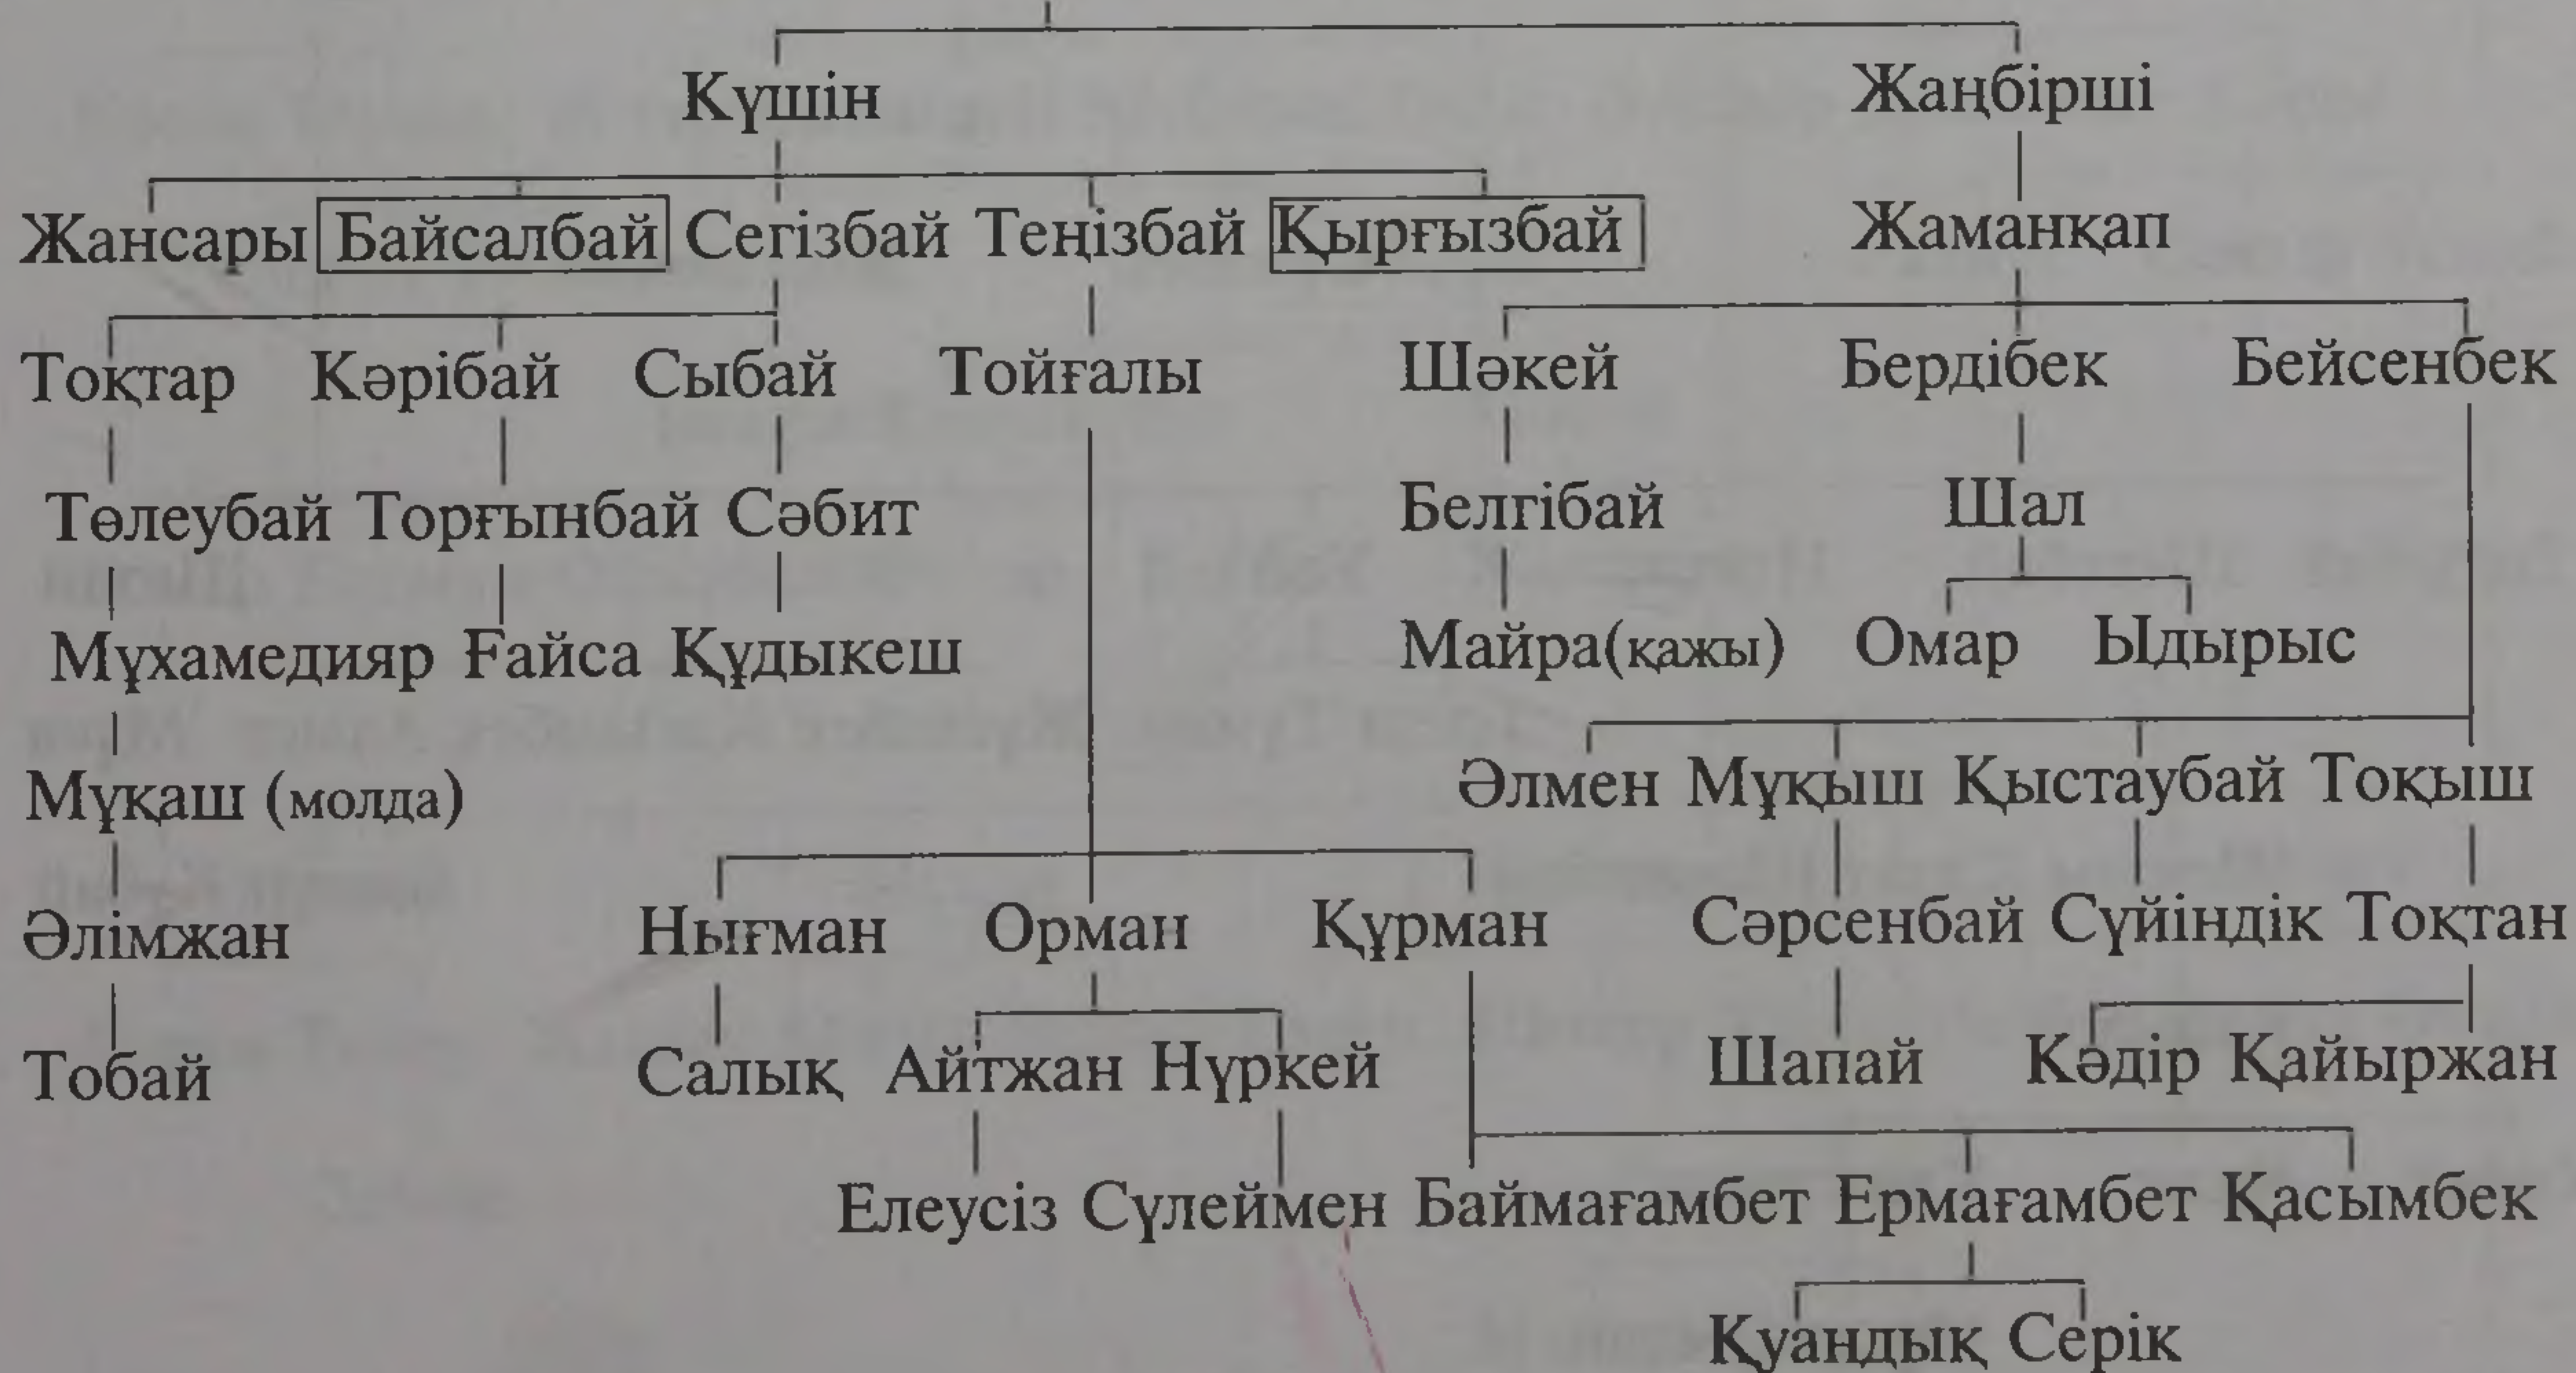 Күшін Жаңбірші
Жансары Байсалбай Сегізбай Теңізбай Қырғызбай Жаманқап
Тоқтар Кәрібай Сыбай Тойғалы Шәкей Бердібек Бейсенбек
Төлеубай Торғынбай Сәбит Белгібай Шал
Мұхамедияр Ғайса Құдыкеш Майра(қажы) Омар Ыдырыс
Мұқаш (молда) Әлмен Мұқыш Қыстаубай Тоқыш
Әлімжан Нығман Орман Құрман Сәрсенбай Сүйіндік Тоқтан
Тобай Салық Айтжан Нүркей Шапай Кәдір Қайыржан
Елеусіз Сүлеймен Баймағамбет Ермағамбет Қасымбек
Қуандық Серік